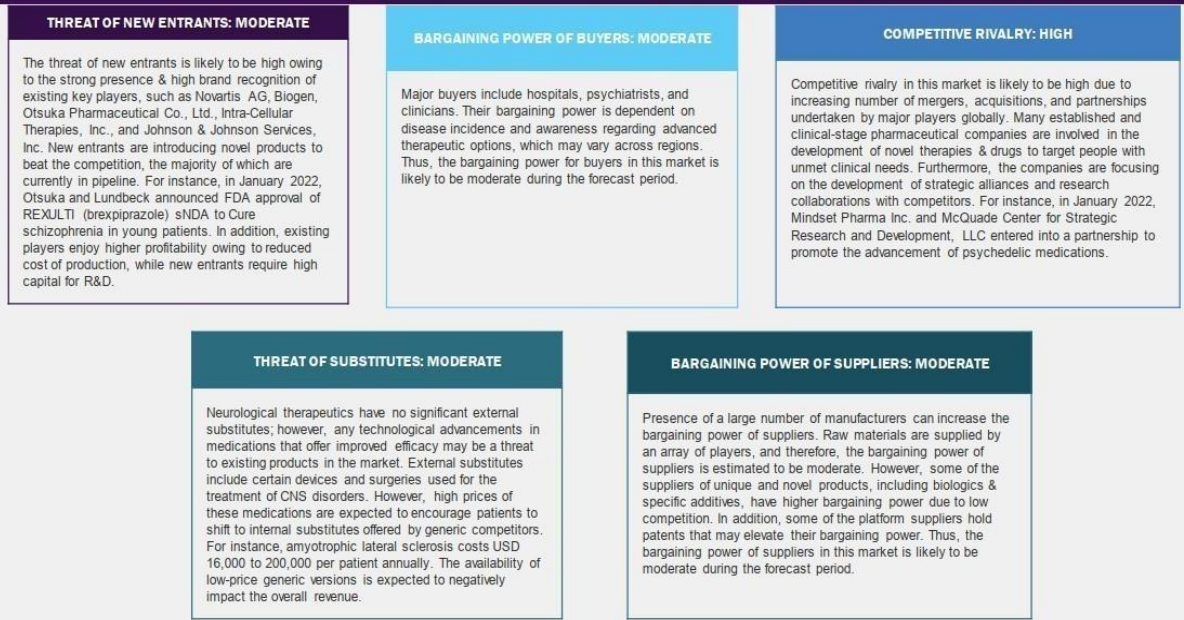 THREAT OF NEW ENTRANTS: MODERATE
The threat of new entrants is likely to be high owing
to the strong presence & high brand recognition of
existing key players, such as Novartis AG, Biogen,
Otsuka Pharmaceutical Co., Ltd., Intra-Cellular
Therapies, Inc., and Johnson & Johnson Services,
Inc. New entrants are introducing novel products to
beat the competition, the majority of which are
currently in pipeline. For instance, in January 2022,
Otsuka and Lundbeck announced FDA approval of
REXULTI (brexpiprazole) sNDA to Cure
schizophrenia in young patients. In addition, existing
players enjoy higher profitability owing to reduced
cost of production, while new entrants require high
capital for R&D.
BARGAINING POWER OF BUYERS: MODERATE
Major buyers include hospitals, psychiatrists, and
clinicians. Their bargaining power is dependent on
disease incidence and awareness regarding advanced
therapeutic options, which may vary across regions.
Thus, the bargaining power for buyers in this market is
likely to be moderate during the forecast period.
COMPETITIVE RIVALRY: HIGH
Competitive rivalry in this market is likely to be high due to
increasing number of mergers, acquisitions, and partnerships
undertaken by major players globally. Many established and
clinical-stage pharmaceutical companies are involved in the
development of novel therapies & drugs to target people with
unmet clinical needs. Furthermore, the companies are focusing
on the development of strategic alliances and research
collaborations with competitors. For instance, in January 2022,
Mindset Pharma Inc. and McQuade Center for Strategic
Research and Development, LLC entered into a partnership to
promote the advancement of psychedelic medications.
THREAT OF SUBSTITUTES: MODERATE
Neurological therapeutics have no significant external
substitutes; however, any technological advancements in
medications that offer improved efficacy may be a threat
to existing products in the market. External substitutes
include certain devices and surgeries used for the
treatment of CNS disorders. However, high prices of
these medications are expected to encourage patients to
shift to internal substitutes offered by generic competitors.
For instance, amyotrophic lateral sclerosis costs USD
16,000 to 200,000 per patient annually. The availability of
low-price generic versions is expected to negatively
impact the overall revenue.
BARGAINING POWER OF SUPPLIERS: MODERATE
Presence of a large number of manufacturers can increase the
bargaining power of suppliers. Raw materials are supplied by
an array of players, and therefore, the bargaining power of
suppliers is estimated to be moderate. However, some of the
suppliers of unique and novel products, including biologics &
specific additives, have higher bargaining power due to low
competition. In addition, some of the platform suppliers hold
patents that may elevate their bargaining power. Thus, the
bargaining power of suppliers in this market is likely to be
moderate during the forecast period.